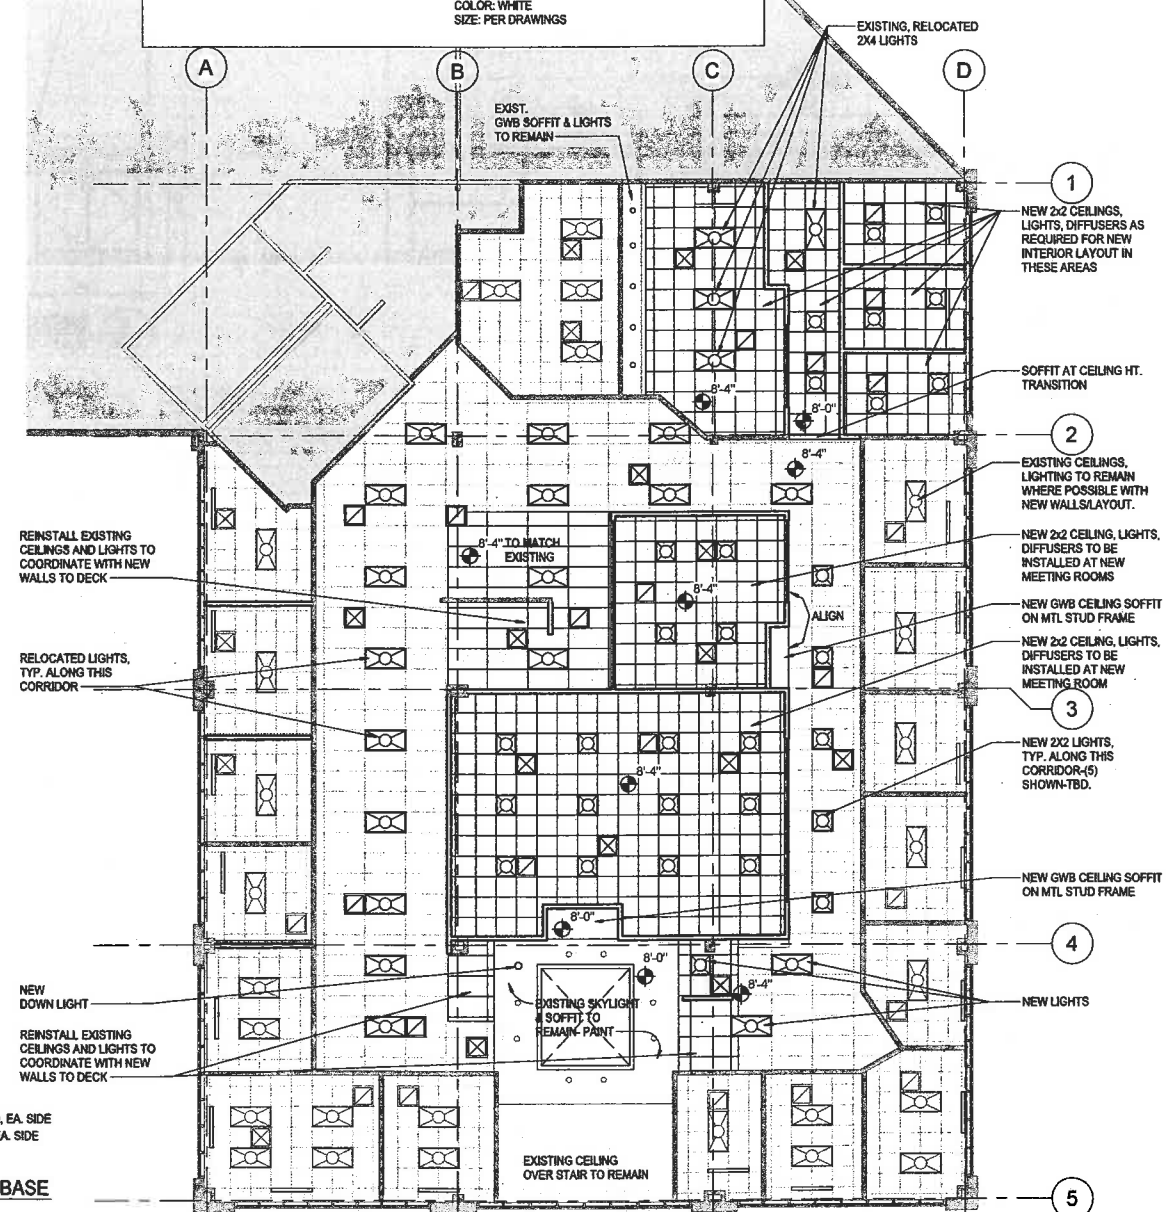 COLOR: WHITE
SIZE: PER DRAWINGS
EXISTING, RELOCATED
2X4 LIGHTS
A
B
C
D
EXIST.
GWB SOFFIT & LIGHTS
TO REMAIN
1
NEW 2x2 CEILINGS,
LIGHTS, DIFFUSERS AS
REQUIRED FOR NEW
INTERIOR LAYOUT IN
THESE AREAS
SOFFIT AT CEILING HT.
TRANSITION
8'-4"
8'-0"
2
8'-4"
EXISTING CEILINGS,
LIGHTING TO REMAIN
WHERE POSSIBLE WITH
NEW WALLS/LAYOUT.
REINSTALL EXISTING
CEILINGS AND LIGHTS TO
COORDINATE WITH NEW
WALLS TO DECK
8'-4" TO MATCH
EXISTING
NEW 2x2 CEILING, LIGHTS,
DIFFUSERS TO BE
INSTALLED AT NEW
MEETING ROOMS
8'-4"
ALIGN
NEW GWB CEILING SOFFIT
ON MTL STUD FRAME
NEW 2x2 CEILING, LIGHTS,
DIFFUSERS TO BE
INSTALLED AT NEW
MEETING ROOM
RELOCATED LIGHTS,
TYP. ALONG THIS
CORRIDOR
3
NEW 2X2 LIGHTS,
TYP. ALONG THIS
CORRIDOR-(5)
SHOWN-TBD.
8'-4"
NEW GWB CEILING SOFFIT
ON MTL STUD FRAME
8'-0"
4
8'-0"
8'-4"
NEW
DOWN LIGHT
EXISTING SKYLIGHT
& SOFFIT TO
REMAIN- PAINT
NEW LIGHTS
REINSTALL EXISTING
CEILINGS AND LIGHTS TO
COORDINATE WITH NEW
WALLS TO DECK
, EA. SIDE
A. SIDE
EXISTING CEILING
OVER STAIR TO REMAIN
BASE
5